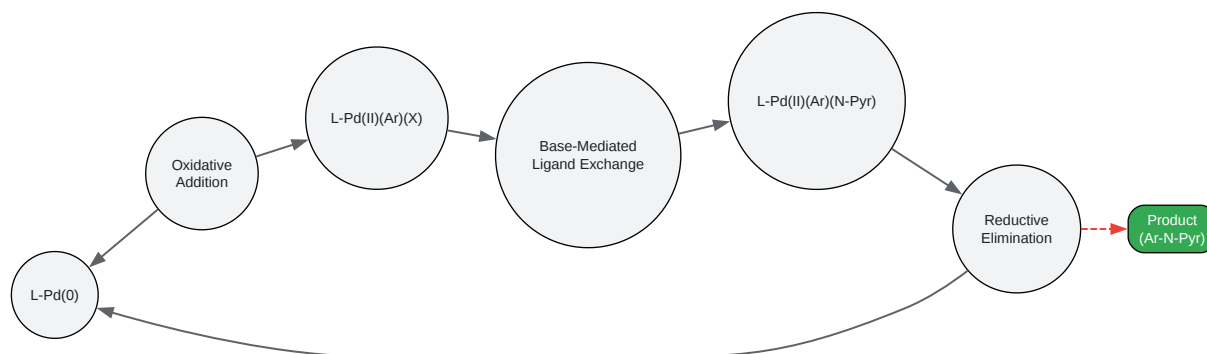 L-Pd(0)
Oxidative
Addition
L-Pd(II)(Ar)(X)
Base-Mediated
Ligand Exchange
L-Pd(II)(Ar)(N-Pyr)
Reductive
Elimination
Product
(Ar-N-Pyr)